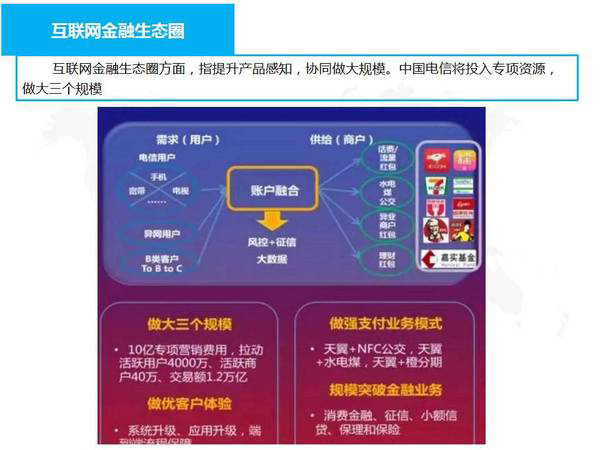 互联网金融生态圈
互联网金融生态圈方面，指提升产品感知，协同做大规模。中国电信将投入专项资源，
做大三个规模
需求（用户）
供给（商户）
电信用户
手机
宽带
电视
异网用户
B类客户
To B to C
账户融合
风控+征信
大数据
话费/
流量
红包
水电
煤
公交
异业
商户
红包
理财
红包
嘉实基金
做大三个规模
• 10亿专项营销费用，拉动
活跃用户4000万、活跃商
户40万、交易额1.2万亿
做优客户体验
• 系统升级、应用升级，端
到端流程保障
做强支付业务模式
• 天翼+NFC公交，天翼
+水电煤，天翼+橙分期
规模突破金融业务
• 消费金融、征信、小额信
贷、保理和保险